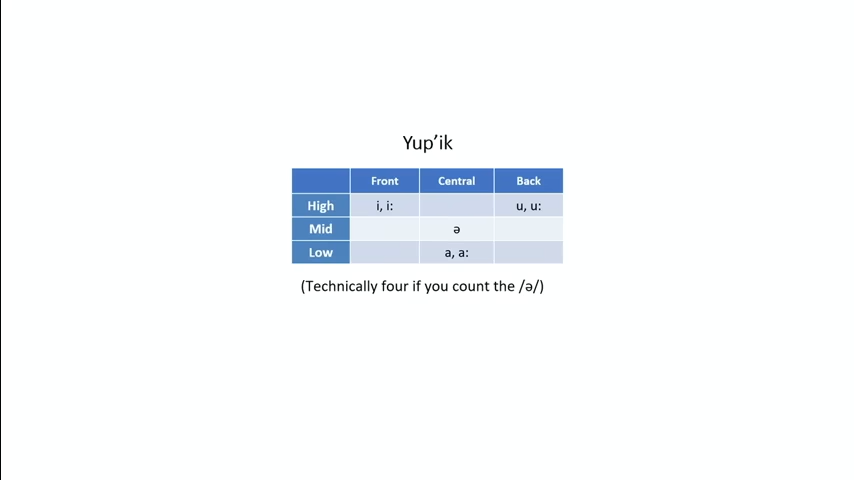 Yup’ik
Front Central Back
High i, i: u, u:
Mid ə
Low a, a:
(Technically four if you count the /ə/)